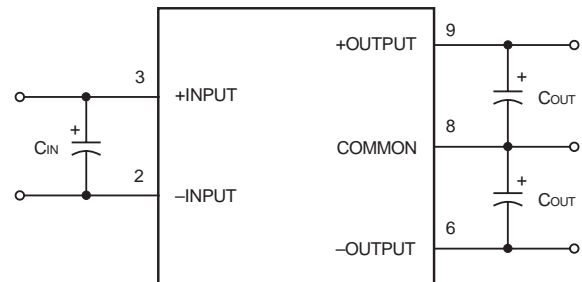 9
+OUTPUT
3
+
+INPUT
COUT
+
8
CIN
COMMON
2
+
–INPUT
COUT
6
–OUTPUT